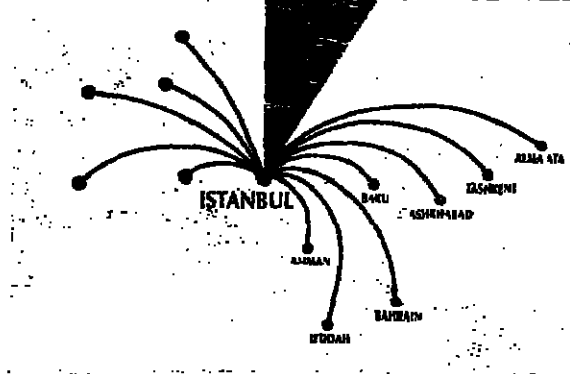 ALMA ATA
TASHKENT
BAKU
ISTANBUL
ASHKHABAD
AMMAN
BAHRAIN
JEDDAH